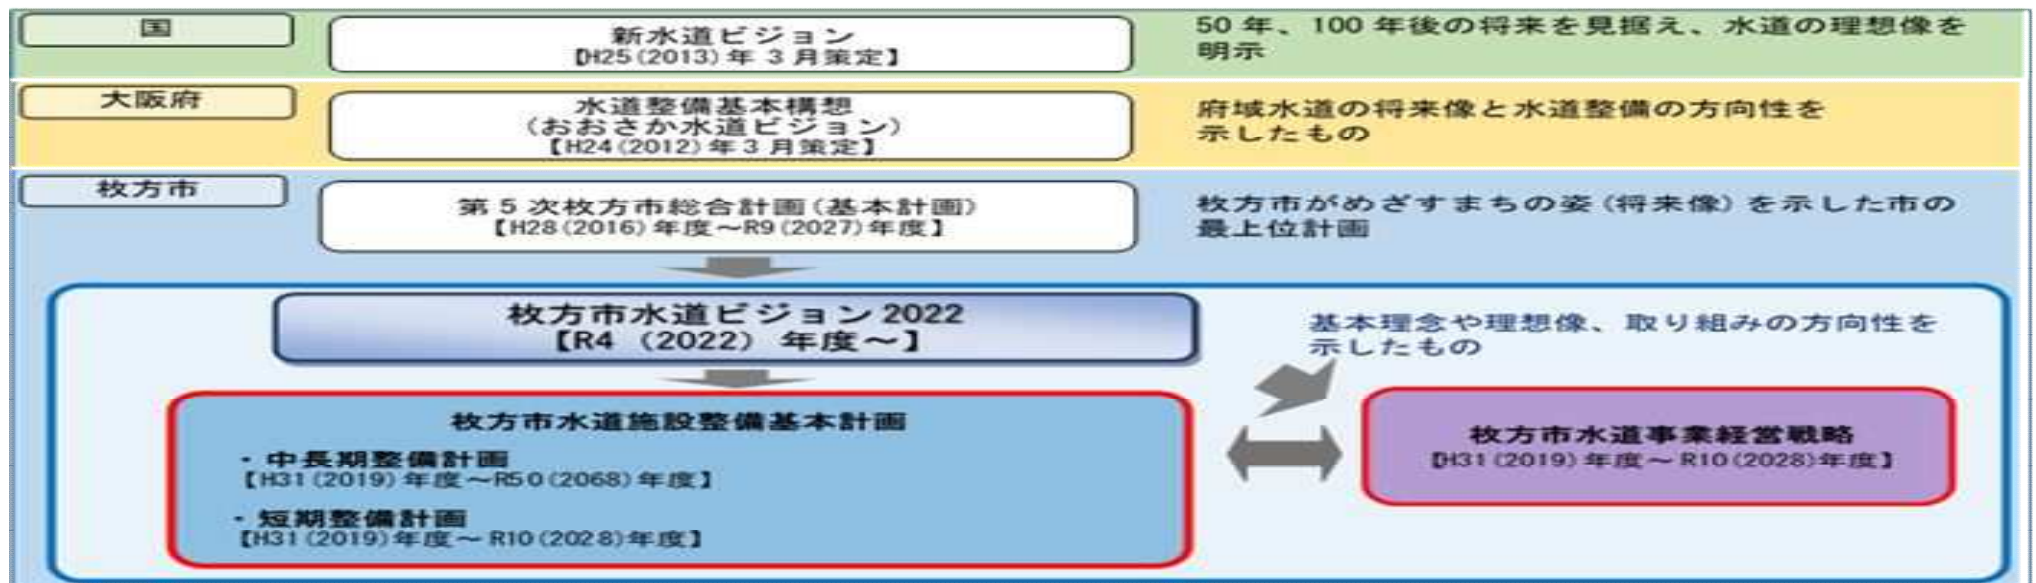 国
新水道ビジョン
【H25(2013)年3月策定】
50年、100年後の将来を見据え、水道の理想像を
明示
大阪府
水道整備基本構想
(おおさか水道ビジョン)
【H24(2012)年3月策定】
府域水道の将来像と水道整備の方向性を
示したもの
枚方市
第5次枚方市総合計画(基本計画)
【H28(2016)年度～R9(2027)年度】
枚方市がめざすまちの姿(将来像)を示した市の
最上位計画
枚方市水道ビジョン2022
【R4 (2022) 年度～】
基本理念や理想像、取り組みの方向性を
示したもの
枚方市水道施設整備基本計画
・中長期整備計画
【H31(2019)年度～R50(2068)年度】
・短期整備計画
【H31(2019)年度～R10(2028)年度】
枚方市水道事業経営戦略
【H31(2019)年度～R10(2028)年度】